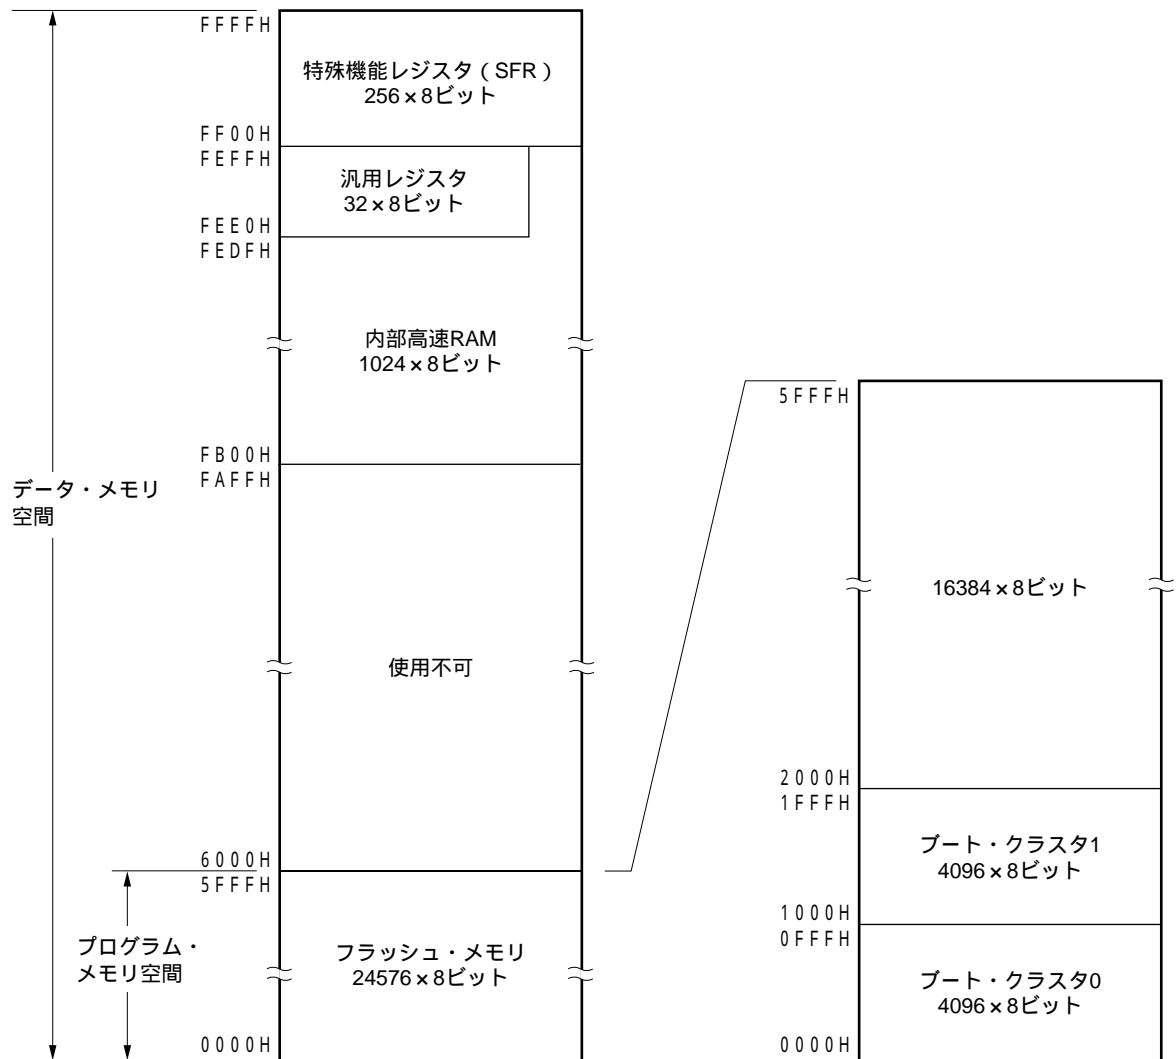 FFFFH
特殊機能レジスタ（SFR）
256×8ビット
FF00H
FEFFH
汎用レジスタ
32×8ビット
FEE0H
FEDFH
内部高速RAM
1024×8ビット
FB00H
FAFFH
データ・メモリ
空間
使用不可
6000H
5FFFH
プログラム・
メモリ空間
フラッシュ・メモリ
24576×8ビット
0000H
5FFFH
16384×8ビット
2000H
1FFFH
ブート・クラスタ1
4096×8ビット
1000H
0FFFH
ブート・クラスタ0
4096×8ビット
0000H